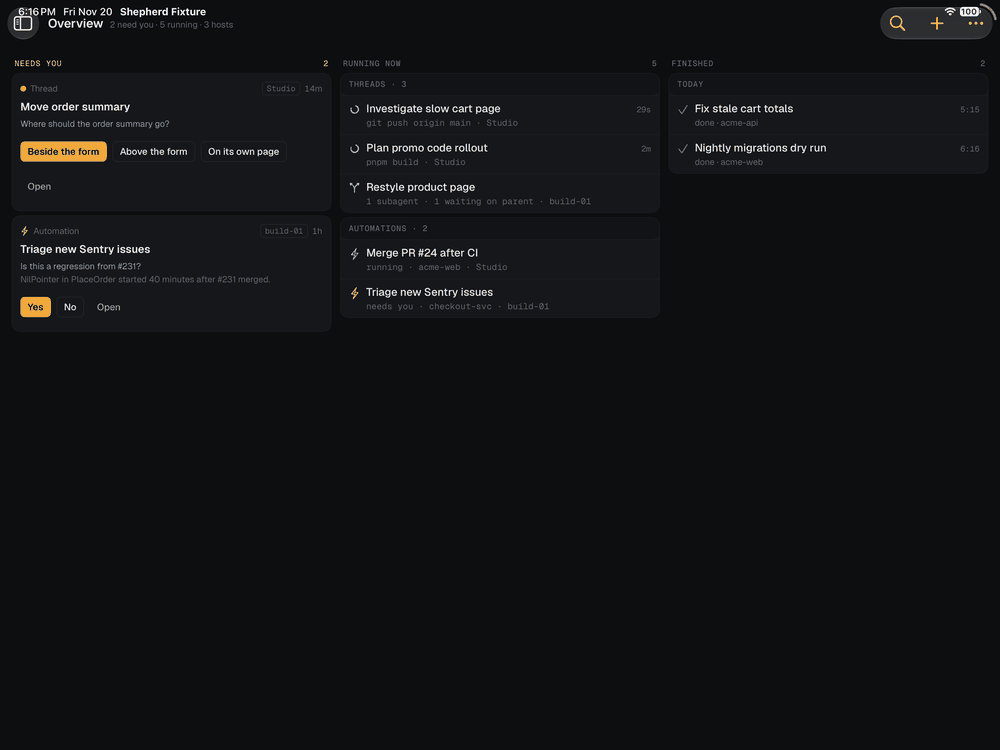 6:16 PM Fri Nov 20 Shepherd Fixture
100
Overview 2 need you · 5 running · 3 hosts
NEEDS YOU 2
Thread Studio 14m
Move order summary
Where should the order summary go?
Beside the form Above the form On its own page
Open
Automation build-01 1h
Triage new Sentry issues
Is this a regression from #231?
NilPointer in PlaceOrder started 40 minutes after #231 merged.
Yes No Open
RUNNING NOW 5
THREADS · 3
Investigate slow cart page 29s
git push origin main · Studio
Plan promo code rollout 2m
pnpm build · Studio
Restyle product page
1 subagent · 1 waiting on parent · build-01
AUTOMATIONS · 2
Merge PR #24 after CI
running · acme-web · Studio
Triage new Sentry issues
needs you · checkout-svc · build-01
FINISHED 2
TODAY
Fix stale cart totals 5:15
done · acme-api
Nightly migrations dry run 6:16
done · acme-web